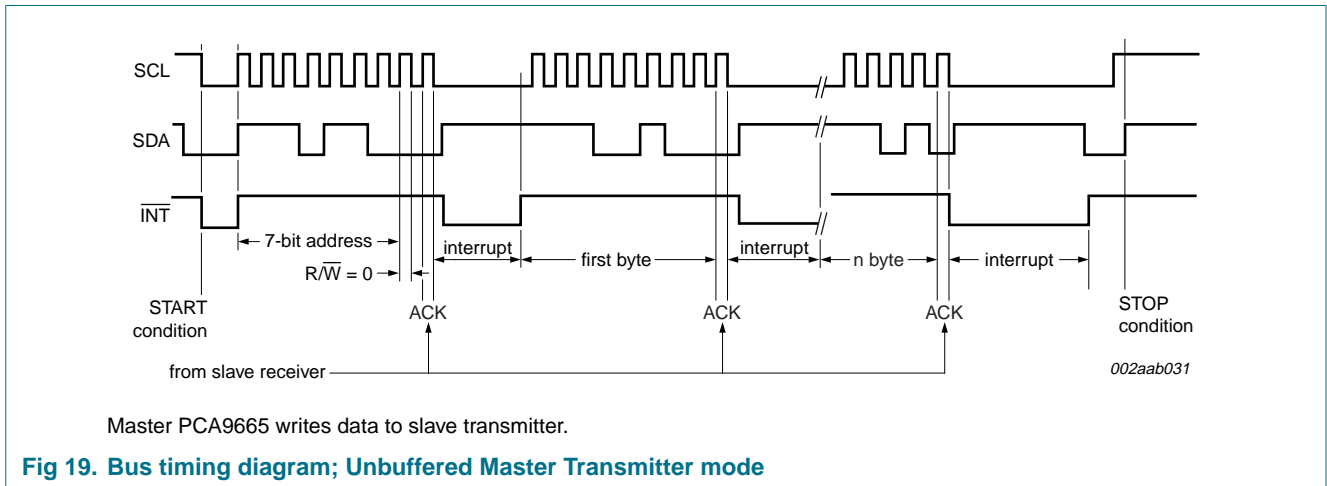 SCL
SDA
INT
7-bit address
interrupt
first byte
interrupt
n byte
interrupt
R/W = 0
START
condition
ACK
ACK
ACK
STOP
condition
from slave receiver
002aab031
Master PCA9665 writes data to slave transmitter.
Fig 19. Bus timing diagram; Unbuffered Master Transmitter mode